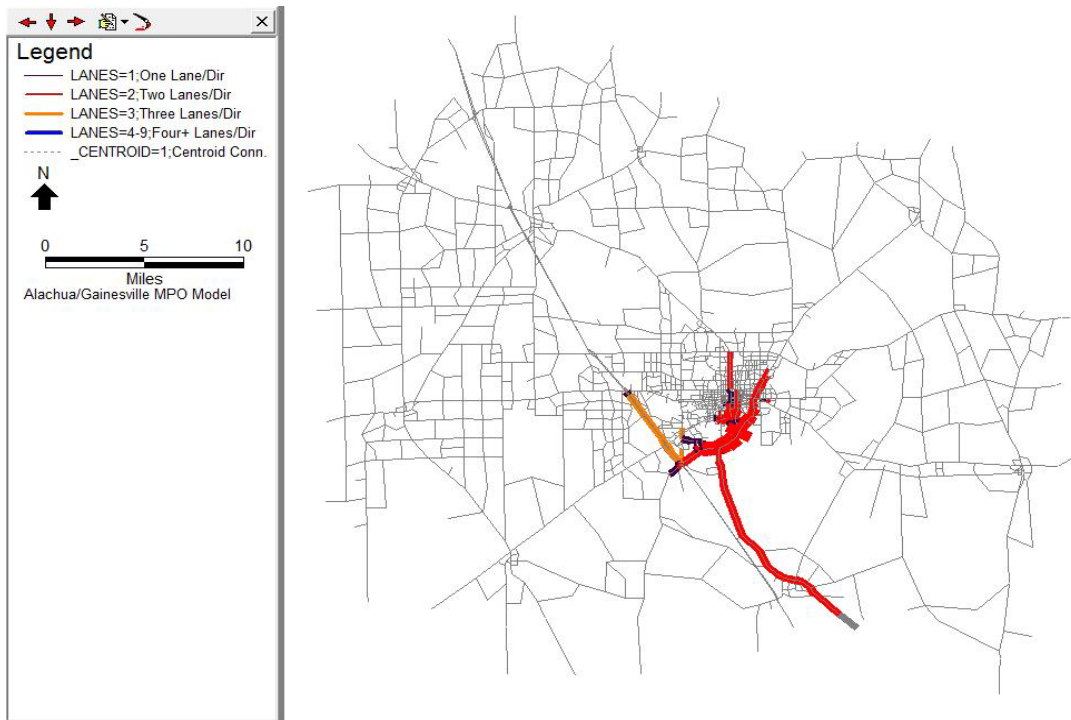 Legend
LANES=1;One Lane/Dir
LANES=2;Two Lanes/Dir
LANES=3;Three Lanes/Dir
LANES=4-9;Four+ Lanes/Dir
_CENTROID=1;Centroid Conn.
N
0 5 10
Miles
Alachua/Gainesville MPO Model